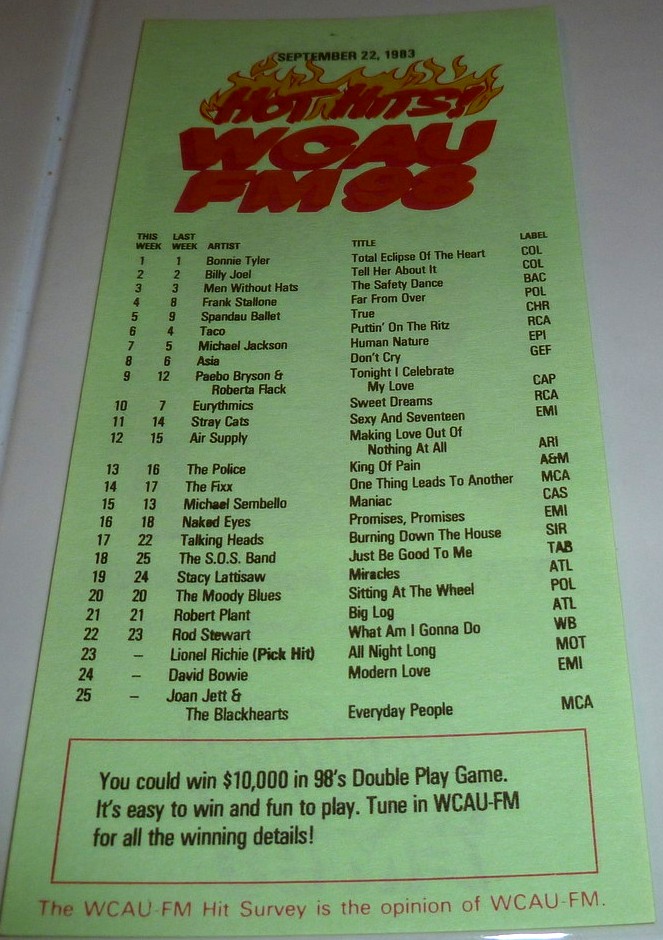 SEPTEMBER 22, 1983
HOT HITS!
WCAU
FM 98
THIS WEEK LAST WEEK ARTIST TITLE LABEL
1 1 Bonnie Tyler Total Eclipse Of The Heart COL
2 2 Billy Joel Tell Her About It COL
3 3 Men Without Hats The Safety Dance BAC
4 8 Frank Stallone Far From Over POL
5 9 Spandau Ballet True CHR
6 4 Taco Puttin' On The Ritz RCA
7 5 Michael Jackson Human Nature EPI
8 6 Asia Don't Cry GEF
9 12 Paebo Bryson & Tonight I Celebrate
Roberta Flack My Love CAP
10 7 Eurythmics Sweet Dreams RCA
11 14 Stray Cats Sexy And Seventeen EMI
12 15 Air Supply Making Love Out Of
Nothing At All ARI
13 16 The Police King Of Pain A&M
14 17 The Fixx One Thing Leads To Another MCA
15 13 Michael Sembello Maniac CAS
16 18 Naked Eyes Promises, Promises EMI
17 22 Talking Heads Burning Down The House SIR
18 25 The S.O.S. Band Just Be Good To Me TAB
19 24 Stacy Lattisaw Miracles ATL
20 20 The Moody Blues Sitting At The Wheel POL
21 21 Robert Plant Big Log ATL
22 23 Rod Stewart What Am I Gonna Do WB
23 – Lionel Richie (Pick Hit) All Night Long MOT
24 – David Bowie Modern Love EMI
25 – Joan Jett &
The Blackhearts Everyday People MCA
You could win $10,000 in 98's Double Play Game.
It's easy to win and fun to play. Tune in WCAU-FM
for all the winning details!
The WCAU-FM Hit Survey is the opinion of WCAU-FM.